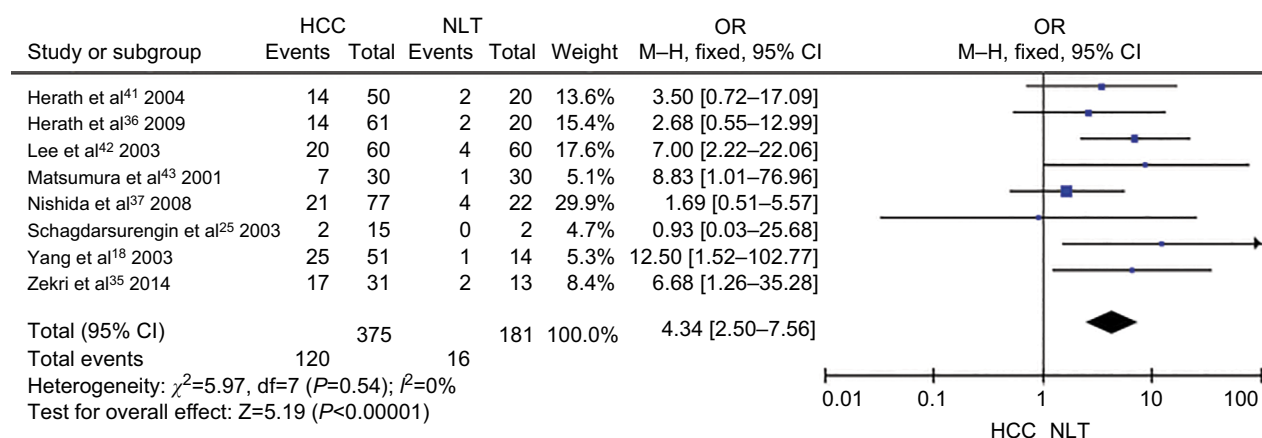 HCC NLT OR OR
Study or subgroup Events Total Events Total Weight M–H, fixed, 95% CI M–H, fixed, 95% CI
Herath et al⁴¹ 2004 14 50 2 20 13.6% 3.50 [0.72–17.09]
Herath et al³⁶ 2009 14 61 2 20 15.4% 2.68 [0.55–12.99]
Lee et al⁴² 2003 20 60 4 60 17.6% 7.00 [2.22–22.06]
Matsumura et al⁴³ 2001 7 30 1 30 5.1% 8.83 [1.01–76.96]
Nishida et al³⁷ 2008 21 77 4 22 29.9% 1.69 [0.51–5.57]
Schagdarsurengin et al²⁵ 2003 2 15 0 2 4.7% 0.93 [0.03–25.68]
Yang et al¹⁸ 2003 25 51 1 14 5.3% 12.50 [1.52–102.77]
Zekri et al³⁵ 2014 17 31 2 13 8.4% 6.68 [1.26–35.28]
Total (95% CI) 375 181 100.0% 4.34 [2.50–7.56]
Total events 120 16
Heterogeneity: χ²=5.97, df=7 (P=0.54); I²=0%
Test for overall effect: Z=5.19 (P<0.00001)
0.01 0.1 1 10 100
HCC NLT